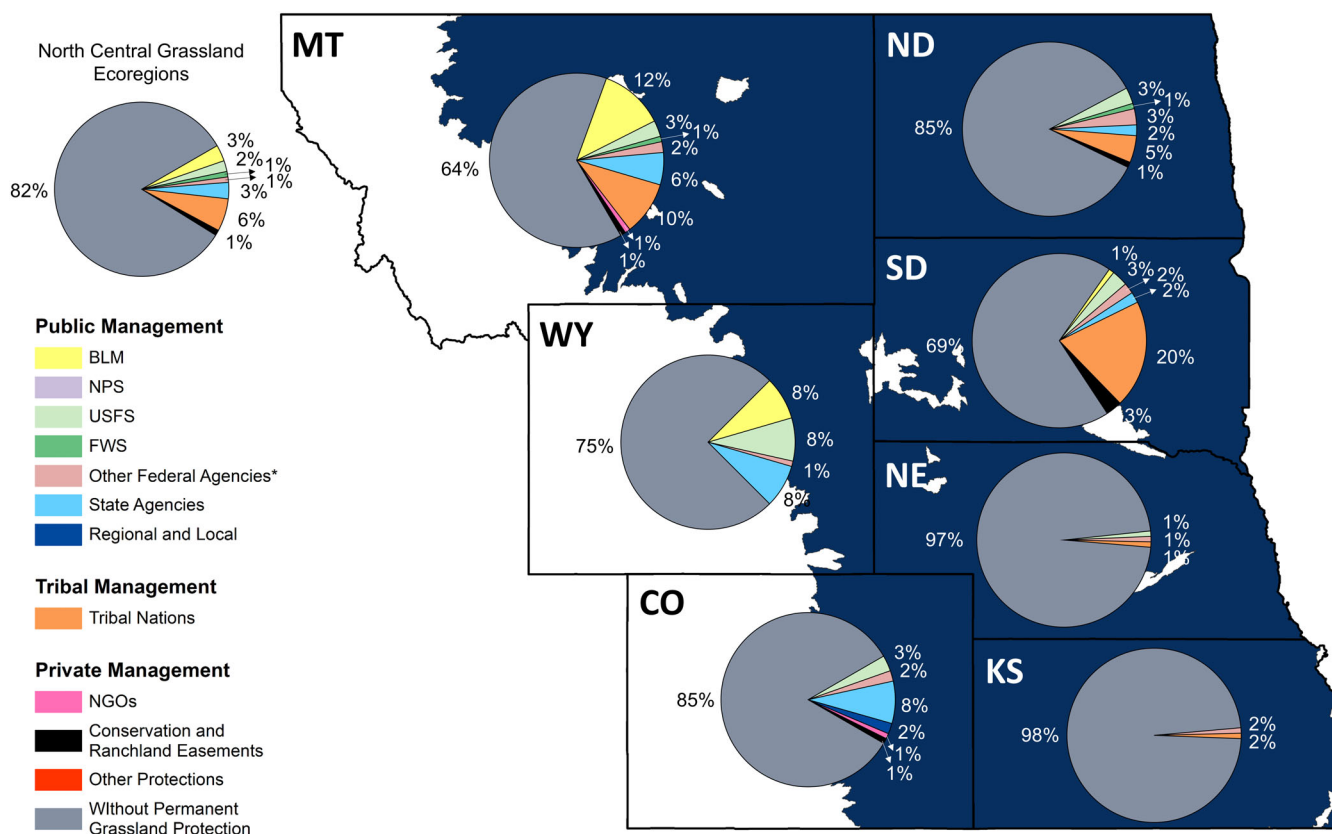 North Central Grassland
Ecoregions
82%
3%
2%
1%
1%
3%
6%
1%
Public Management
BLM
NPS
USFS
FWS
Other Federal Agencies*
State Agencies
Regional and Local
Tribal Management
Tribal Nations
Private Management
NGOs
Conservation and
Ranchland Easements
Other Protections
WIthout Permanent
Grassland Protection
MT
64%
12%
3%
1%
2%
6%
10%
1%
1%
ND
85%
3%
1%
3%
2%
5%
1%
SD
69%
1%
3%
2%
2%
20%
3%
WY
75%
8%
8%
1%
8%
NE
97%
1%
1%
1%
CO
85%
3%
2%
8%
2%
1%
1%
KS
98%
2%
2%